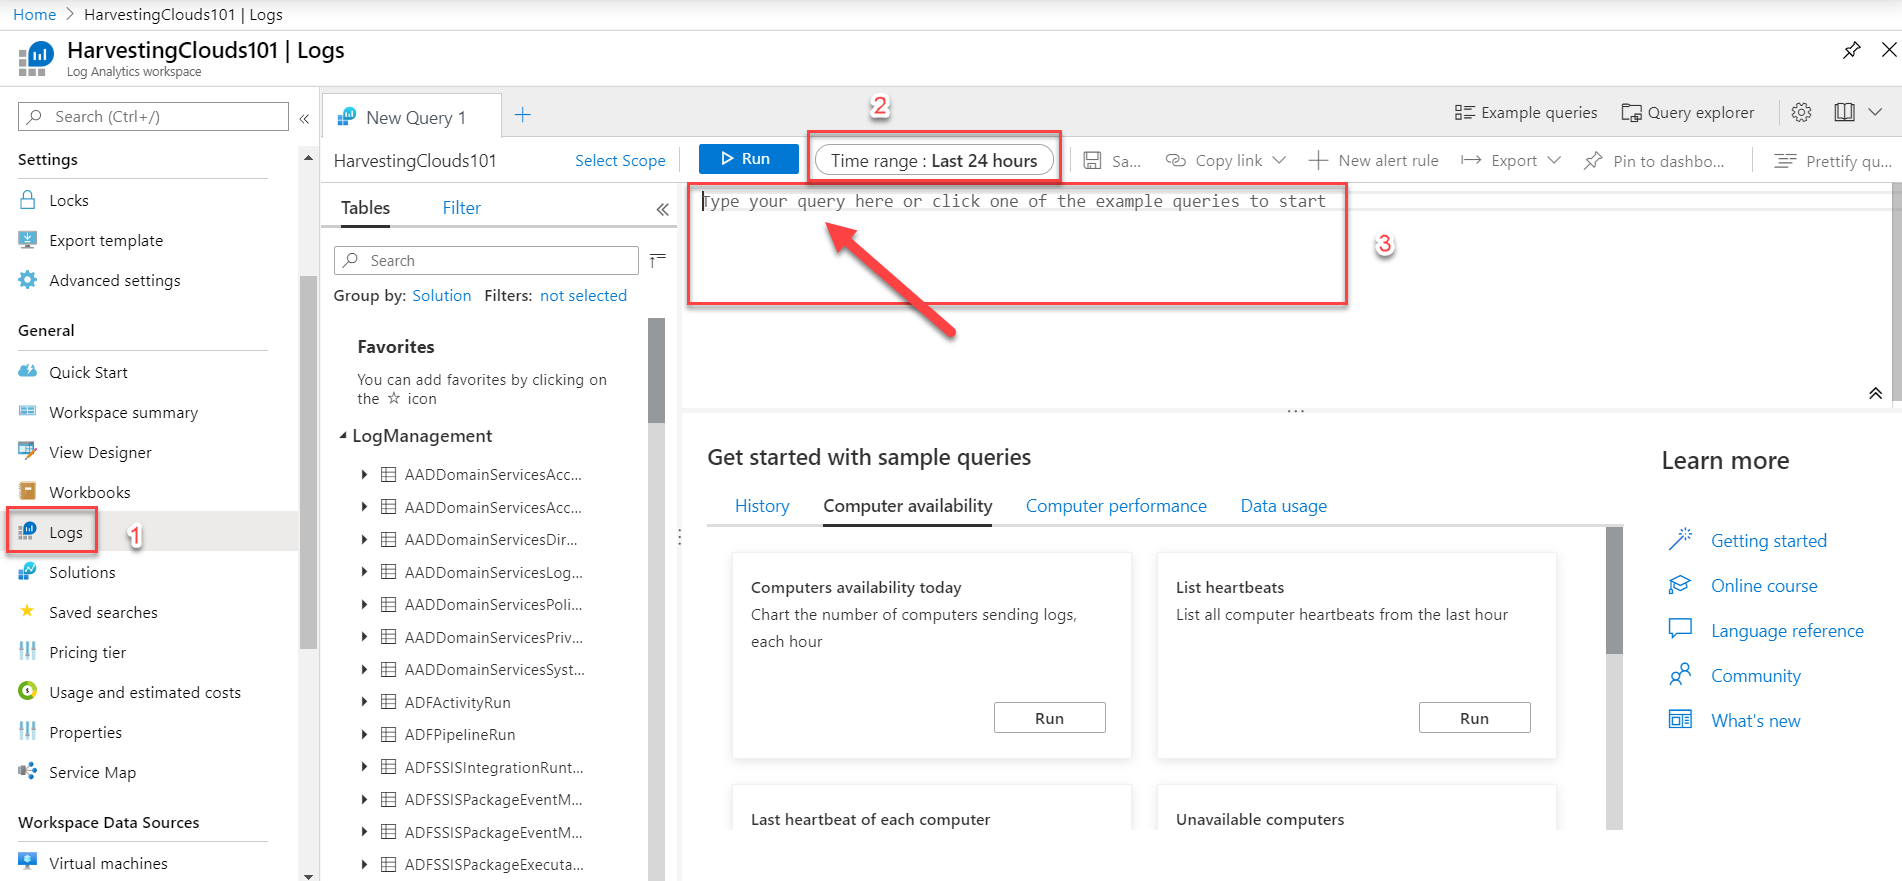 Home > HarvestingClouds101 | Logs
HarvestingClouds101 | Logs
Log Analytics workspace
Search (Ctrl+/)
«
Settings
Locks
Export template
Advanced settings
General
Quick Start
Workspace summary
View Designer
Workbooks
Logs
1
Solutions
Saved searches
Pricing tier
Usage and estimated costs
Properties
Service Map
Workspace Data Sources
Virtual machines
New Query 1
+
2
Example queries
Query explorer
HarvestingClouds101
Select Scope
Run
Time range : Last 24 hours
Sa...
Copy link
New alert rule
Export
Pin to dashbo...
Prettify qu...
Tables
Filter
«
Search
Group by: Solution Filters: not selected
Favorites
You can add favorites by clicking on
the ☆ icon
LogManagement
AADDomainServicesAcc...
AADDomainServicesAcc...
AADDomainServicesDir...
AADDomainServicesLog...
AADDomainServicesPoli...
AADDomainServicesPriv...
AADDomainServicesSyst...
ADFActivityRun
ADFPipelineRun
ADFSSISIntegrationRunt...
ADFSSISPackageEventM...
ADFSSISPackageEventM...
ADFSSISPackageExecuta...
Type your query here or click one of the example queries to start
3
...
Get started with sample queries
History
Computer availability
Computer performance
Data usage
Computers availability today
Chart the number of computers sending logs,
each hour
Run
List heartbeats
List all computer heartbeats from the last hour
Run
Last heartbeat of each computer
Unavailable computers
Learn more
Getting started
Online course
Language reference
Community
What's new